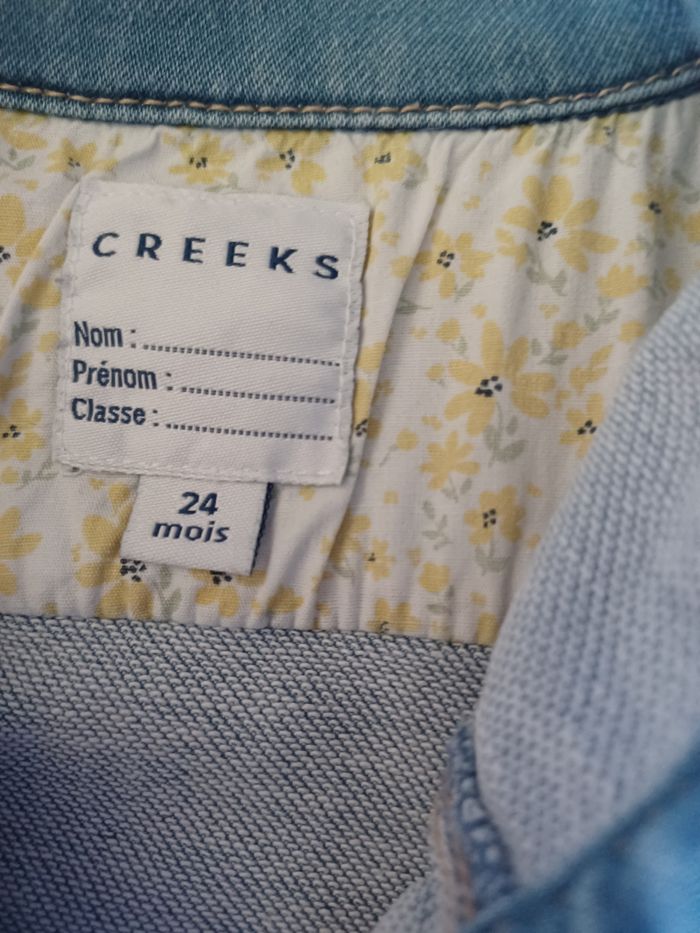 CREEKS
Nom : ........................................
Prénom : ................................
Classe : ...................................
24
mois